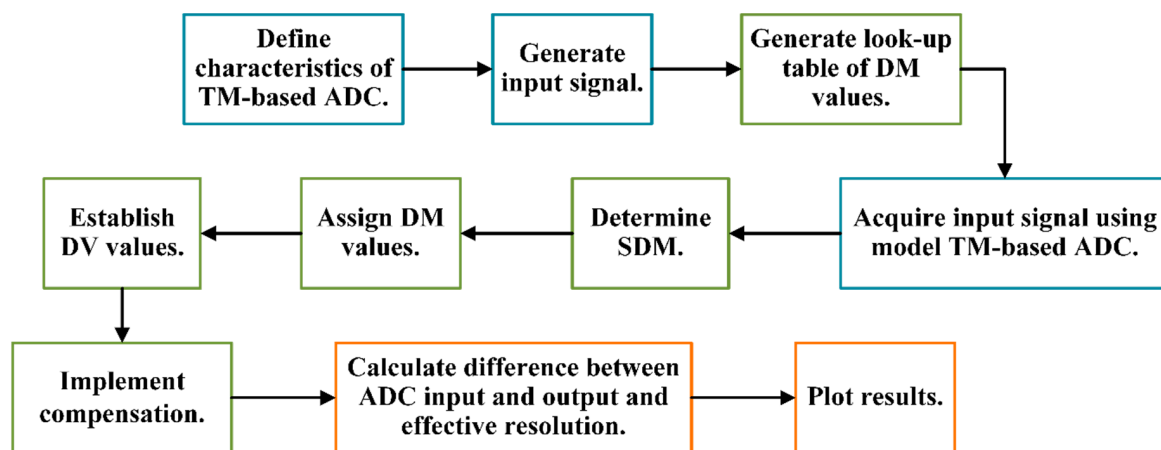 Define
characteristics of
TM-based ADC.
Generate
input signal.
Generate look-up
table of DM
values.
Acquire input signal using
model TM-based ADC.
Determine
SDM.
Assign DM
values.
Establish
DV values.
Implement
compensation.
Calculate difference between
ADC input and output and
effective resolution.
Plot results.